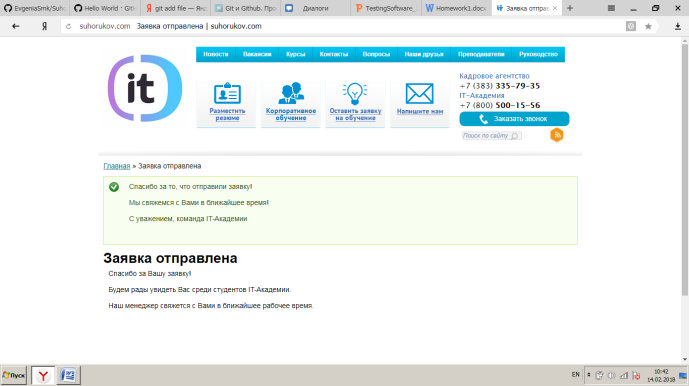 EvgeniaSmik/Suho
Hello World · GitH
git add file — Янд
Git и Github. Про
Диалоги
TestingSoftware_
Homework1.docx
Заявка отправ
suhorukov.com Заявка отправлена | suhorukov.com
Новости Вакансии Курсы Контакты Вопросы Наши друзья Преподаватели Руководство
it
Разместить
резюме
Корпоративное
обучение
Оставить заявку
на обучение
Напишите нам
Кадровое агентство
+7 (383) 335-79-35
IT-Академия
+7 (800) 500-15-56
Заказать звонок
Поиск по сайту
Главная » Заявка отправлена
Спасибо за то, что отправили заявку!
Мы свяжемся с Вами в ближайшее время!
С уважением, команда IT-Академии
Заявка отправлена
Спасибо за Вашу заявку!
Будем рады увидеть Вас среди студентов IT-Академии.
Наш менеджер свяжется с Вами в ближайшее рабочее время.
Пуск
EN
10:42
14.02.2018